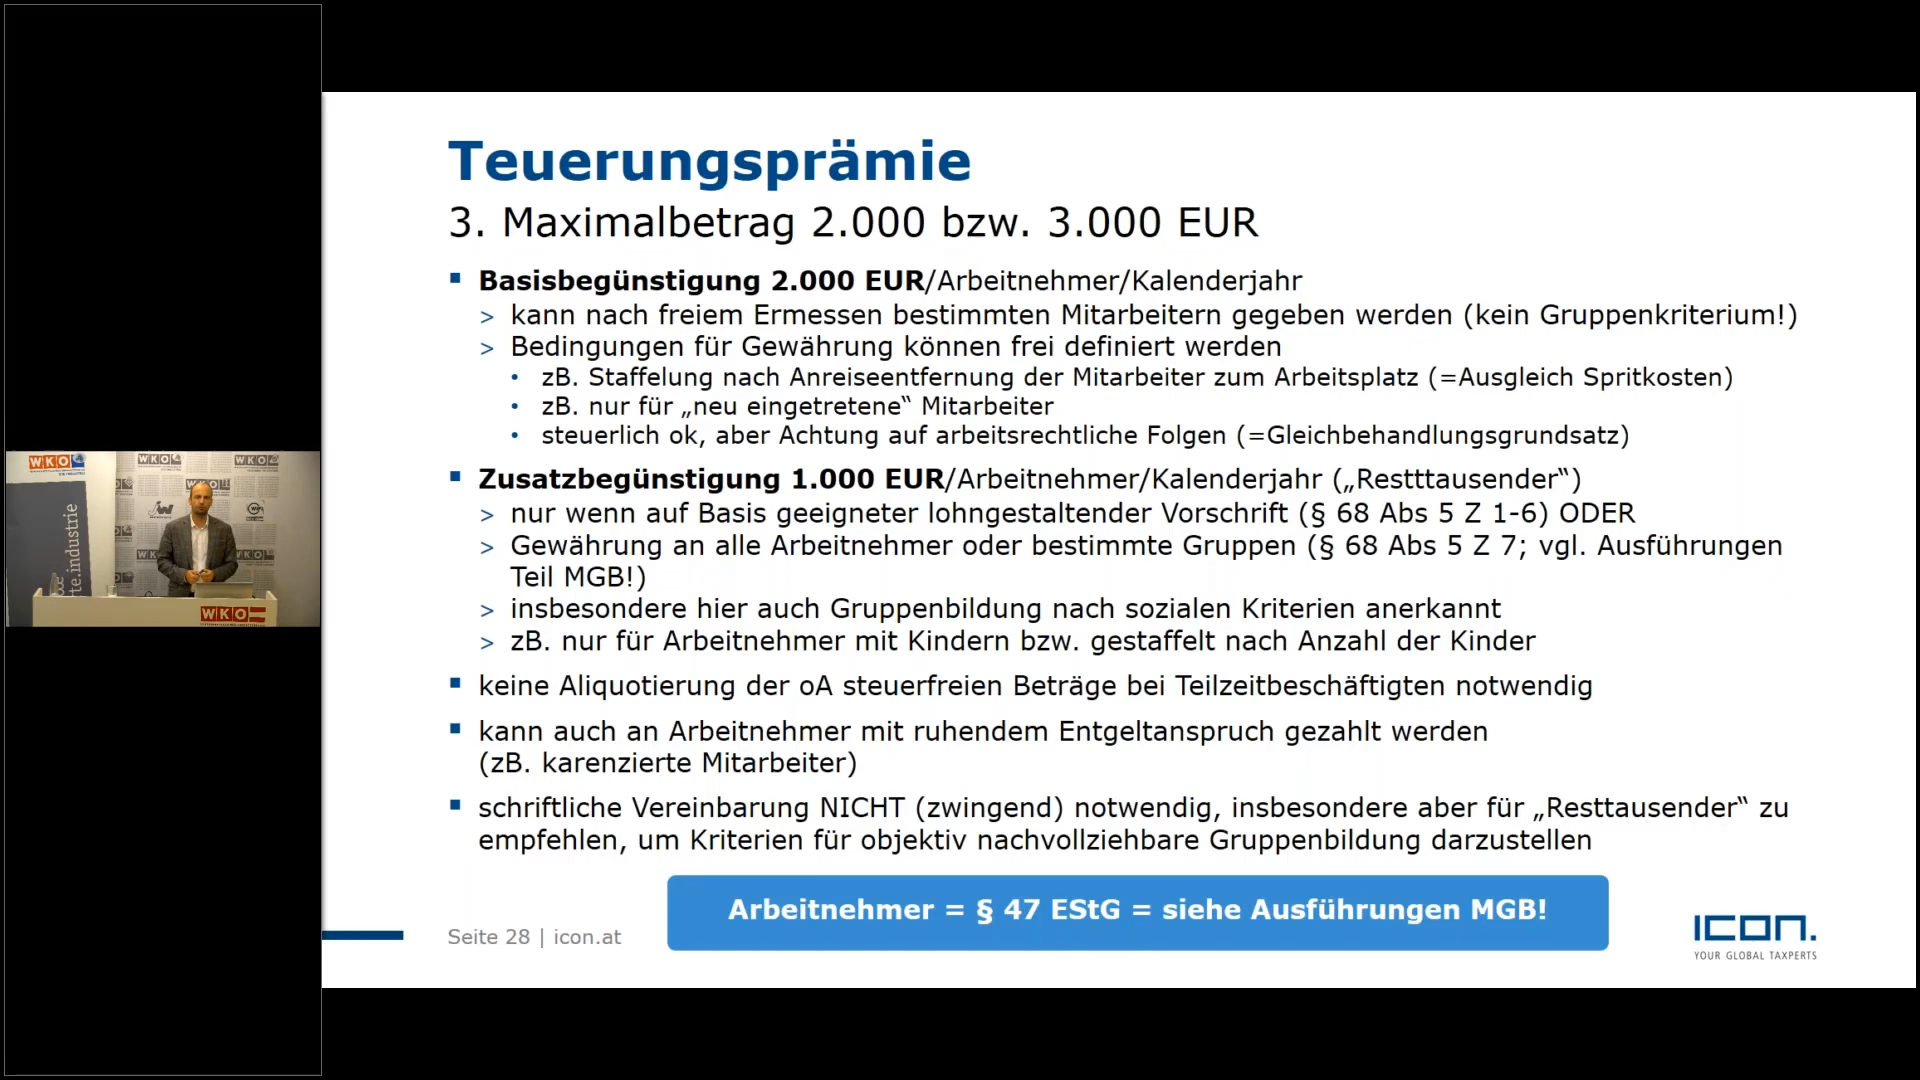 Teuerungsprämie
3. Maximalbetrag 2.000 bzw. 3.000 EUR
▪ Basisbegünstigung 2.000 EUR/Arbeitnehmer/Kalenderjahr
> kann nach freiem Ermessen bestimmten Mitarbeitern gegeben werden (kein Gruppenkriterium!)
> Bedingungen für Gewährung können frei definiert werden
• zB. Staffelung nach Anreiseentfernung der Mitarbeiter zum Arbeitsplatz (=Ausgleich Spritkosten)
• zB. nur für „neu eingetretene“ Mitarbeiter
• steuerlich ok, aber Achtung auf arbeitsrechtliche Folgen (=Gleichbehandlungsgrundsatz)
▪ Zusatzbegünstigung 1.000 EUR/Arbeitnehmer/Kalenderjahr („Restttausender“)
> nur wenn auf Basis geeigneter lohngestaltender Vorschrift (§ 68 Abs 5 Z 1-6) ODER
> Gewährung an alle Arbeitnehmer oder bestimmte Gruppen (§ 68 Abs 5 Z 7; vgl. Ausführungen
Teil MGB!)
> insbesondere hier auch Gruppenbildung nach sozialen Kriterien anerkannt
> zB. nur für Arbeitnehmer mit Kindern bzw. gestaffelt nach Anzahl der Kinder
▪ keine Aliquotierung der oA steuerfreien Beträge bei Teilzeitbeschäftigten notwendig
▪ kann auch an Arbeitnehmer mit ruhendem Entgeltanspruch gezahlt werden
(zB. karenzierte Mitarbeiter)
▪ schriftliche Vereinbarung NICHT (zwingend) notwendig, insbesondere aber für „Resttausender“ zu
empfehlen, um Kriterien für objektiv nachvollziehbare Gruppenbildung darzustellen
Arbeitnehmer = § 47 EStG = siehe Ausführungen MGB!
Seite 28 | icon.at
ICON.
YOUR GLOBAL TAXPERTS
WKO
WKO
WKO
WKO
te.industrie
jw
WKO
WKO
WKO